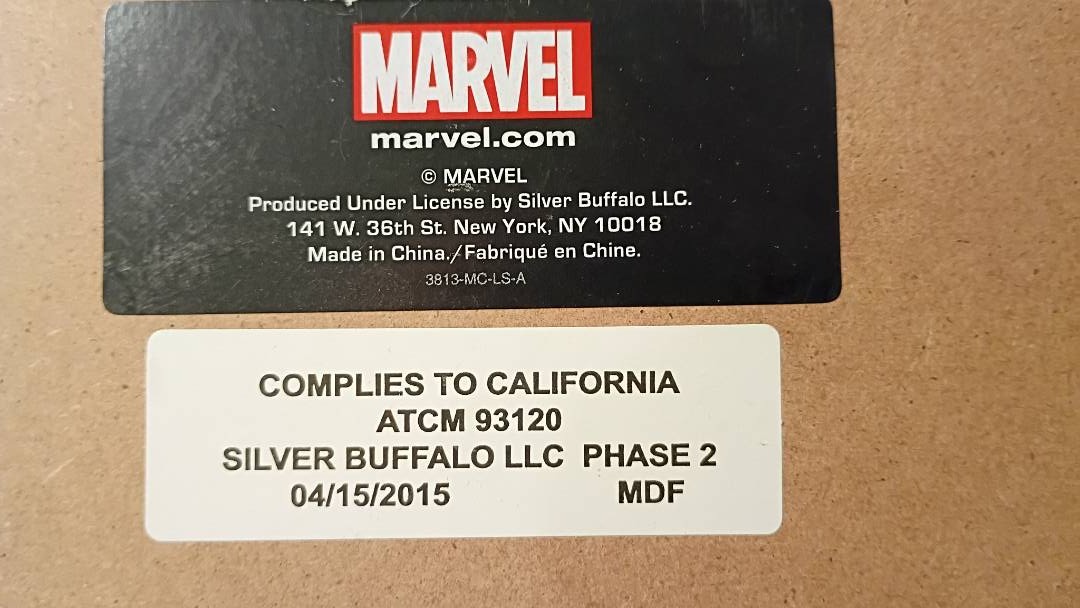 MARVEL
marvel.com
© MARVEL
Produced Under License by Silver Buffalo LLC.
141 W. 36th St. New York, NY 10018
Made in China./Fabriqué en Chine.
3813-MC-LS-A
COMPLIES TO CALIFORNIA
ATCM 93120
SILVER BUFFALO LLC PHASE 2
04/15/2015 MDF